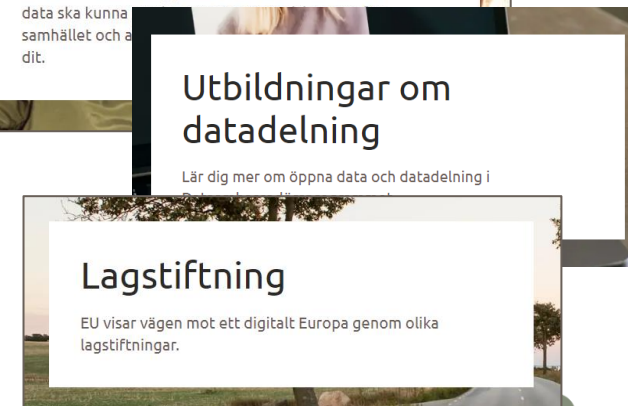 data ska kunna
samhället och a
dit.
Utbildningar om
datadelning
Lär dig mer om öppna data och datadelning i
Lagstiftning
EU visar vägen mot ett digitalt Europa genom olika
lagstiftningar.